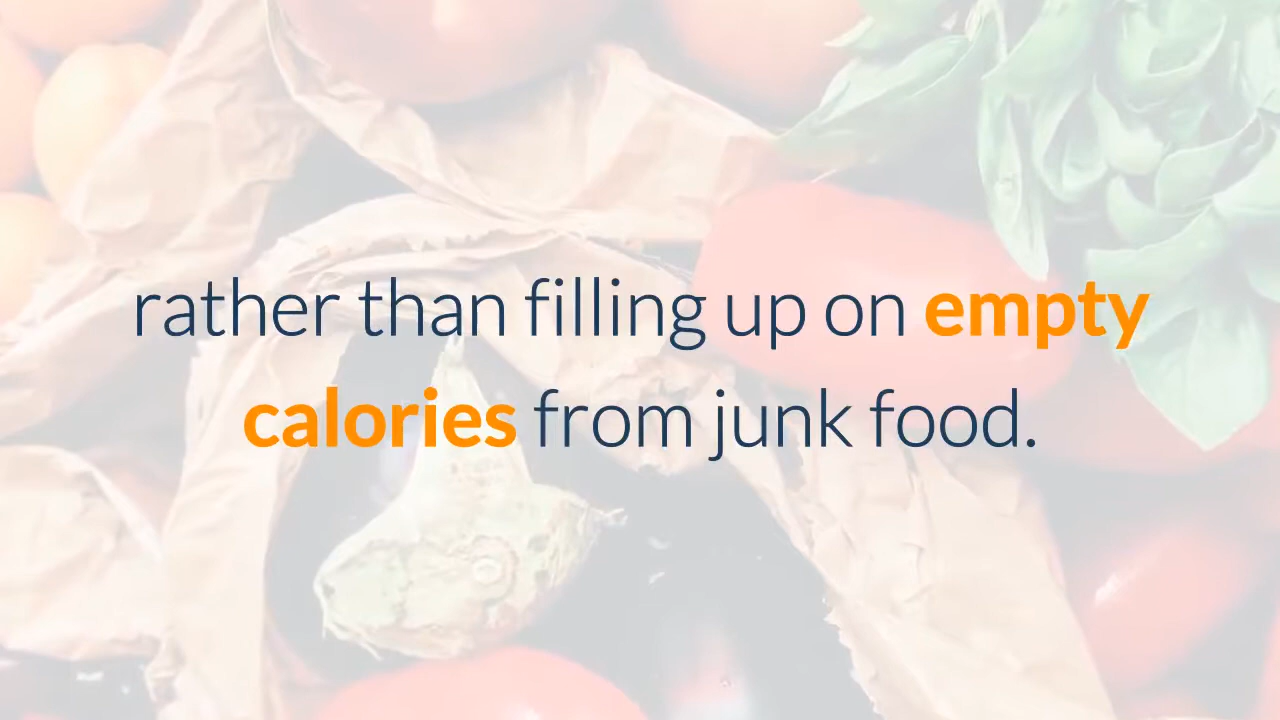 rather than filling up on empty
calories from junk food.